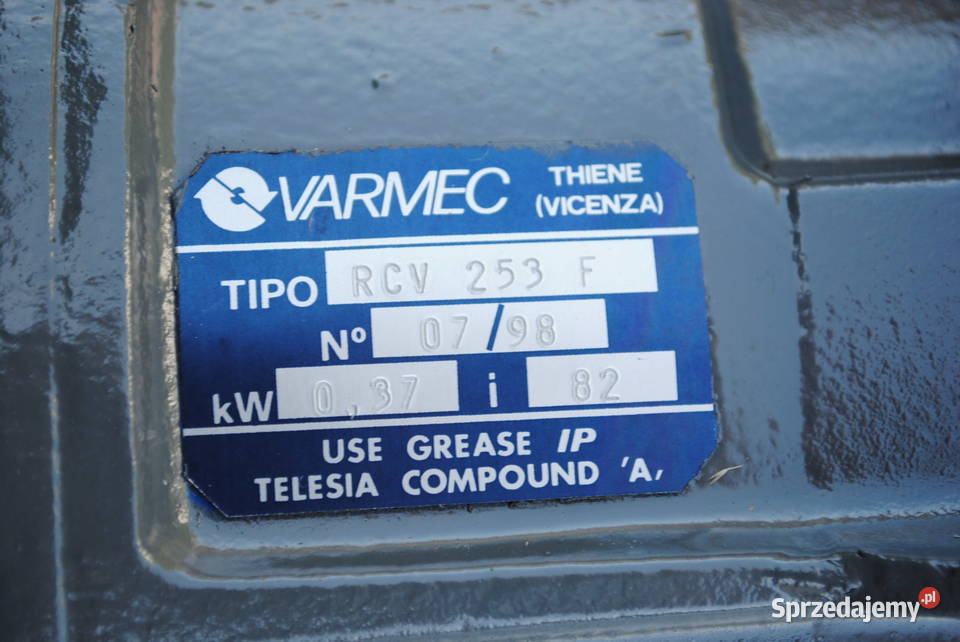 VARMEC THIENE
(VICENZA)
TIPO RCV 253 F
Nº 07/98
kW 0,37 i 82
USE GREASE IP
TELESIA COMPOUND 'A,
Sprzedajemy.pl